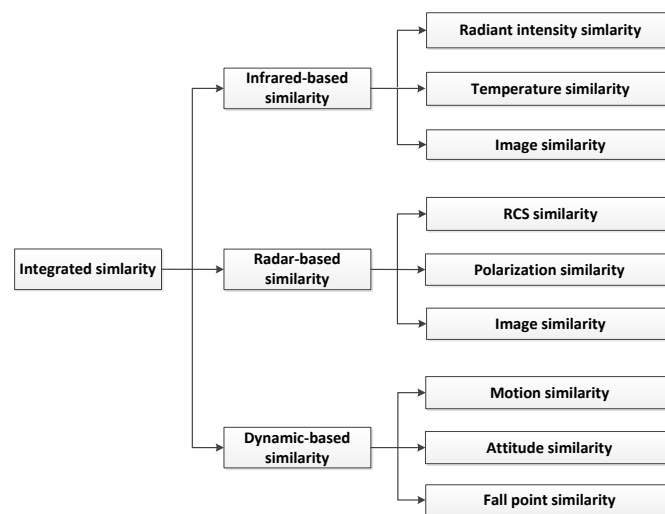 Radiant intensity simlarity
Infrared-based
similarity
Temperature similarity
Image similarity
RCS similarity
Integrated simlarity
Radar-based
similarity
Polarization similarity
Image similarity
Motion similarity
Dynamic-based
similarity
Attitude similarity
Fall point similarity